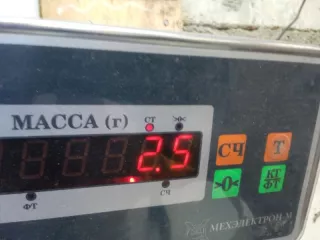 МАССА (г)
СТ
2.5
ФТ
СЧ
СЧ
Т
>0<
КТ
ФТ
МЕХЭЛЕКТРОН-М